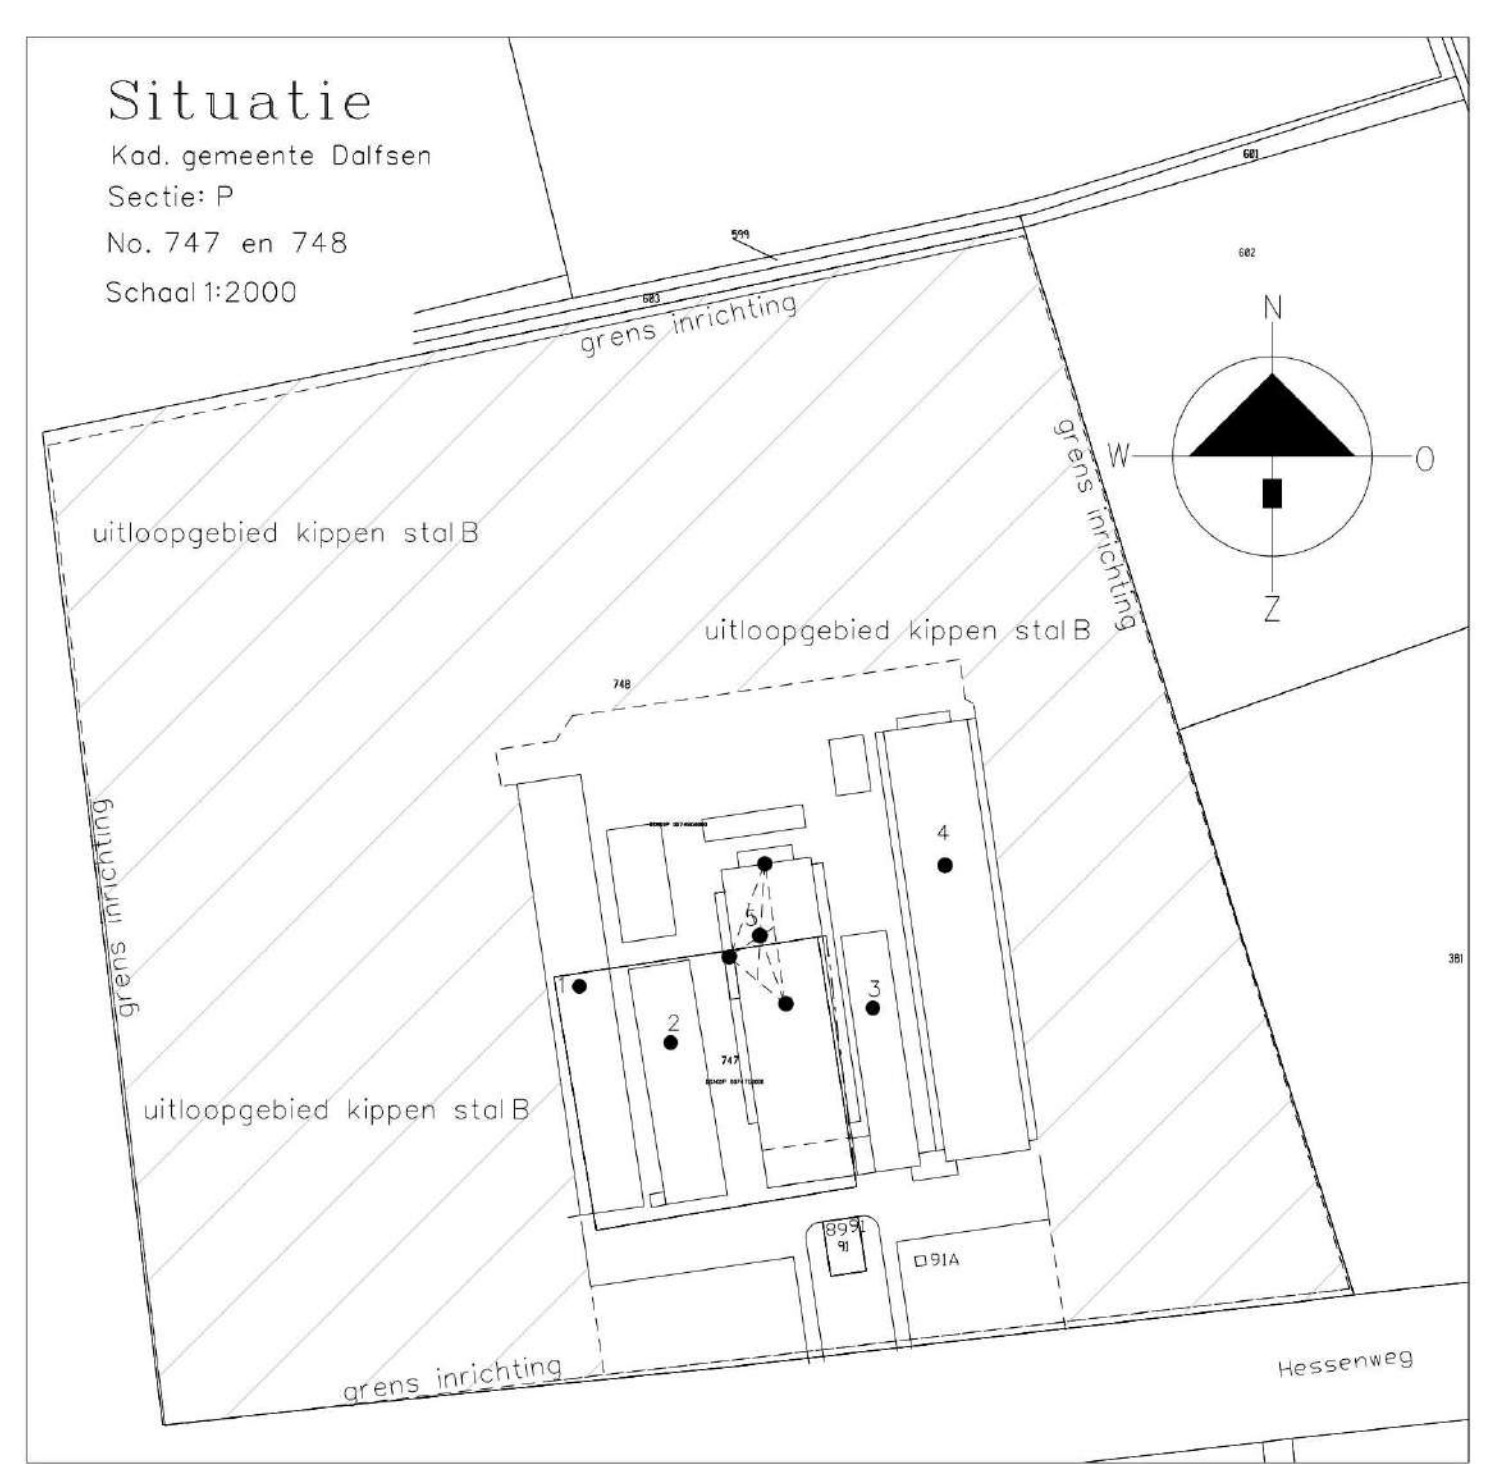 Situatie
Kad. gemeente Dalfsen
Sectie: P
No. 747 en 748
Schaal 1:2000
601
599
602
603
grens inrichting
N
W
O
Z
grens inrichting
uitloopgebied kippen stal B
uitloopgebied kippen stal B
748
grens inrichting
4
5
1
2
3
381
747
uitloopgebied kippen stal B
89
91
91
91A
Hessenweg
grens inrichting